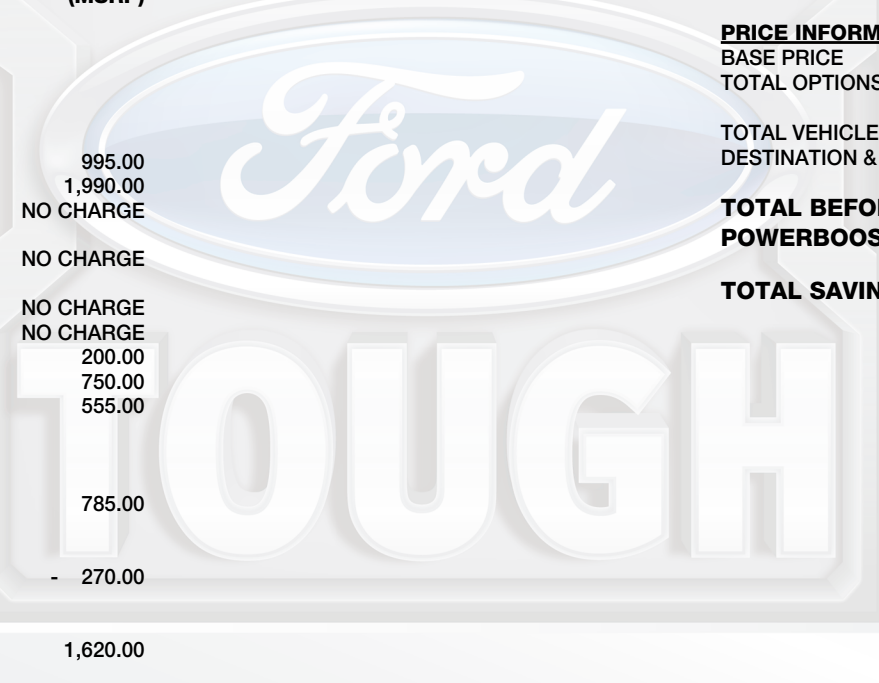 (MSRP)
995.00
1,990.00
NO CHARGE
NO CHARGE
NO CHARGE
NO CHARGE
200.00
750.00
555.00
785.00
- 270.00
1,620.00
PRICE INFORM
BASE PRICE
TOTAL OPTIONS
TOTAL VEHICLE
DESTINATION &
TOTAL BEFO
POWERBOOS
TOTAL SAVIN
Ford
TOUGH